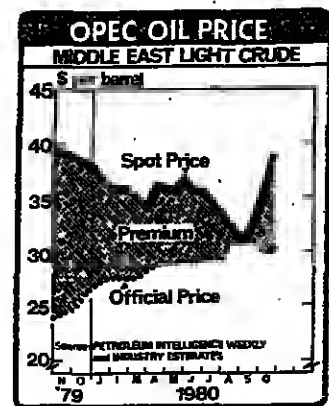 OPEC OIL PRICE
MIDDLE EAST LIGHT CRUDE
$ per barrel
45
40
Spot Price
35
Premium
30
Official Price
25
Source: PETROLEUM INTELLIGENCE WEEKLY
and INDUSTRY ESTIMATES
20
N D J F M A M J J A S O
'79 1980